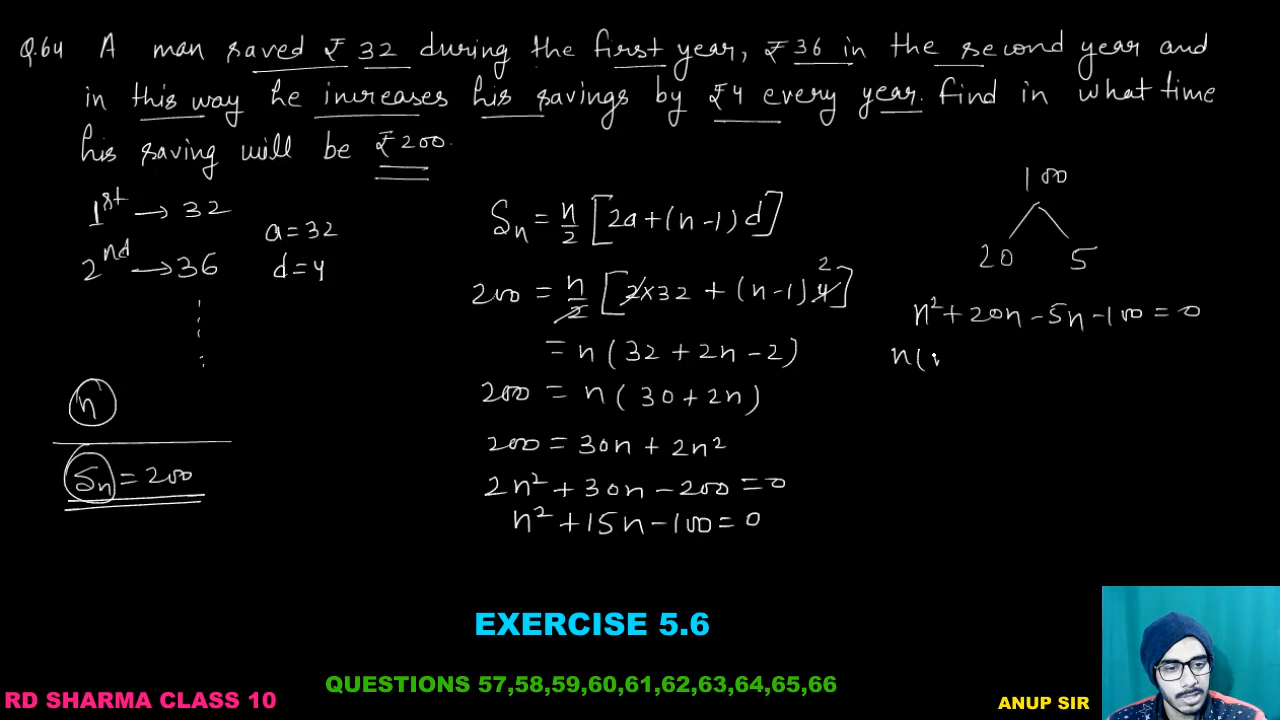 Q.64 A man saved ₹ 32 during the first year, ₹ 36 in the second year and
in this way he increases his savings by ₹4 every year. Find in what time
his saving will be ₹200.
1st → 32
2nd → 36
a = 32
d = 4
n
Sn = 200
Sn = n/2 [2a + (n-1) d]
200 = n/2 [2×32 + (n-1) 4] 2
= n (32 + 2n - 2)
200 = n (30 + 2n)
200 = 30n + 2n²
2n² + 30n - 200 = 0
n² + 15n - 100 = 0
100
20 5
n² + 20n - 5n - 100 = 0
n(
EXERCISE 5.6
QUESTIONS 57,58,59,60,61,62,63,64,65,66
RD SHARMA CLASS 10
ANUP SIR